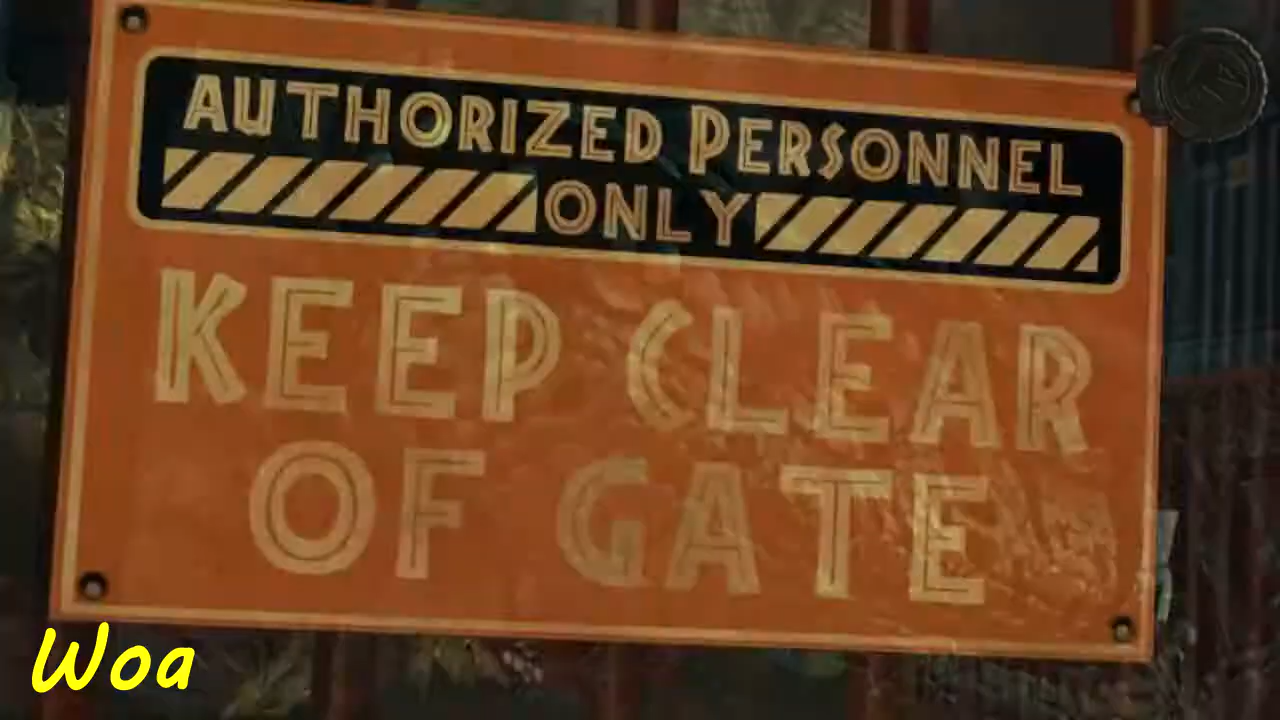 AUTHORIZED PERSONNEL
ONLY
KEEP CLEAR
OF GATE
Woa